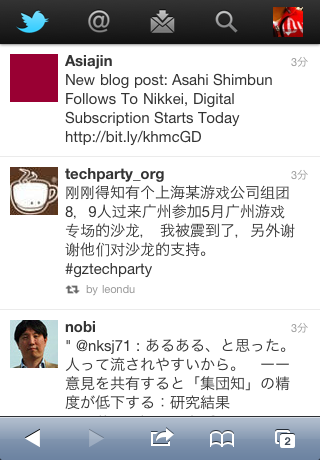 Asiajin 3分
New blog post: Asahi Shimbun
Follows To Nikkei, Digital
Subscription Starts Today
http://bit.ly/khmcGD
techparty_org 3分
刚刚得知有个上海某游戏公司组团
8，9人过来广州参加5月广州游戏
专场的沙龙， 我被震到了，另外谢
谢他们对沙龙的支持。
#gztechparty
by leondu
nobi 3分
" @nksj71 : あるある、と思った。
人って流されやすいから。 ーー
意見を共有すると「集団知」の精
度が低下する：研究結果
2